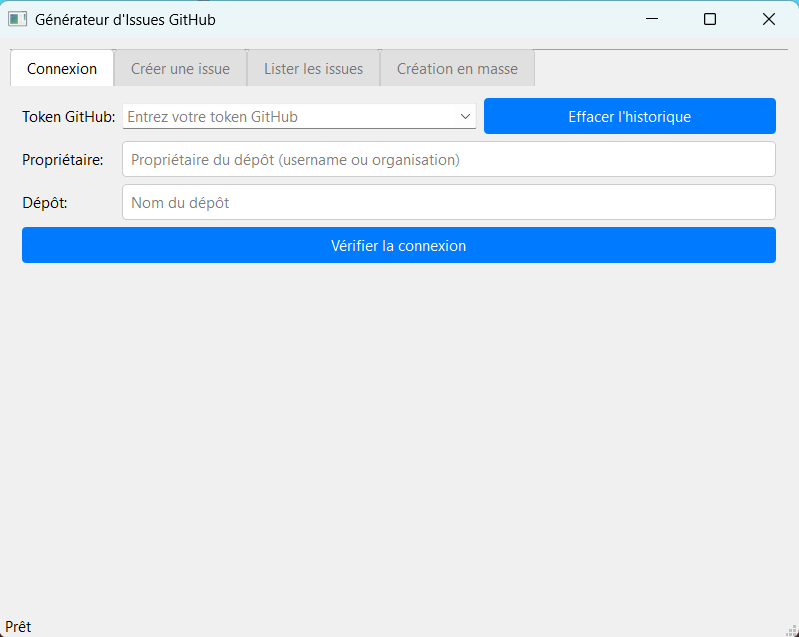 Générateur d'Issues GitHub
Connexion
Créer une issue
Lister les issues
Création en masse
Token GitHub:
Entrez votre token GitHub
Effacer l'historique
Propriétaire:
Propriétaire du dépôt (username ou organisation)
Dépôt:
Nom du dépôt
Vérifier la connexion
Prêt